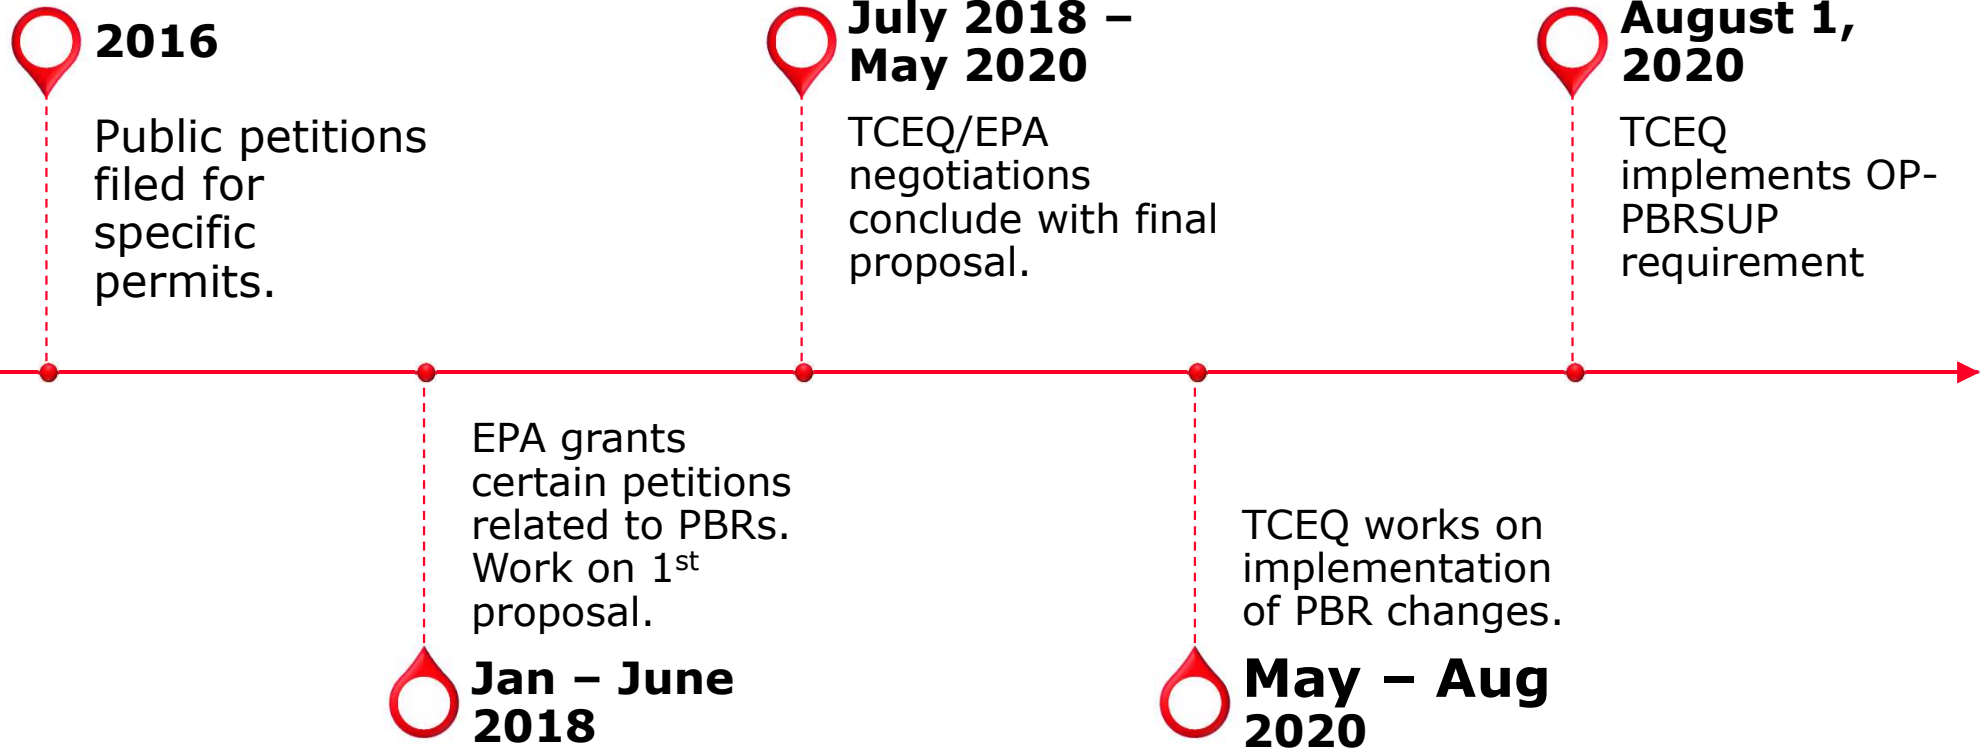 2016
Public petitions
filed for
specific
permits.
EPA grants
certain petitions
related to PBRs.
Work on 1st
proposal.
Jan – June
2018
July 2018 –
May 2020
TCEQ/EPA
negotiations
conclude with final
proposal.
TCEQ works on
implementation
of PBR changes.
May – Aug
2020
August 1,
2020
TCEQ
implements OP-
PBRSUP
requirement